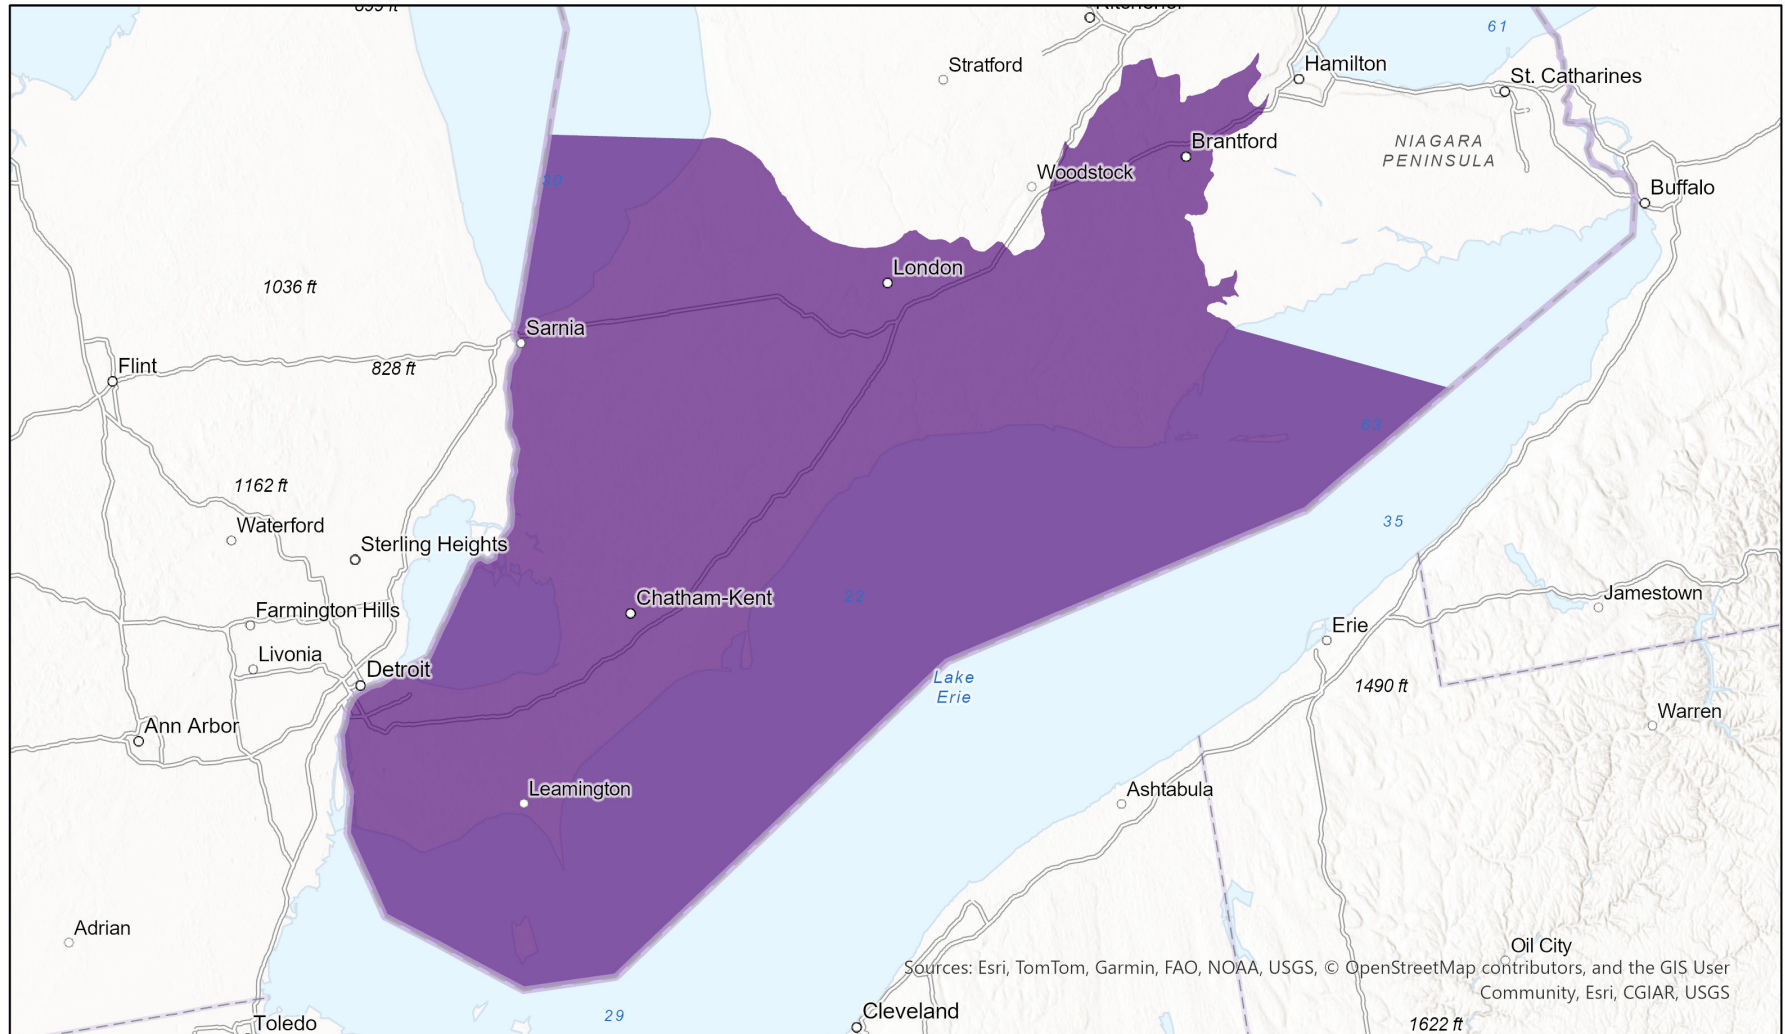 61
Stratford
Hamilton
St. Catharines
NIAGARA
PENINSULA
Brantford
Woodstock
30
Buffalo
London
1036 ft
Sarnia
Flint
828 ft
63
1162 ft
Waterford
35
Sterling Heights
Chatham-Kent
22
Jamestown
Farmington Hills
Erie
Livonia
Detroit
Lake
Erie
1490 ft
Warren
Ann Arbor
Leamington
Ashtabula
Adrian
Oil City
Sources: Esri, TomTom, Garmin, FAO, NOAA, USGS, © OpenStreetMap contributors, and the GIS User
Community, Esri, CGIAR, USGS
Cleveland
29
Toledo
1622 ft